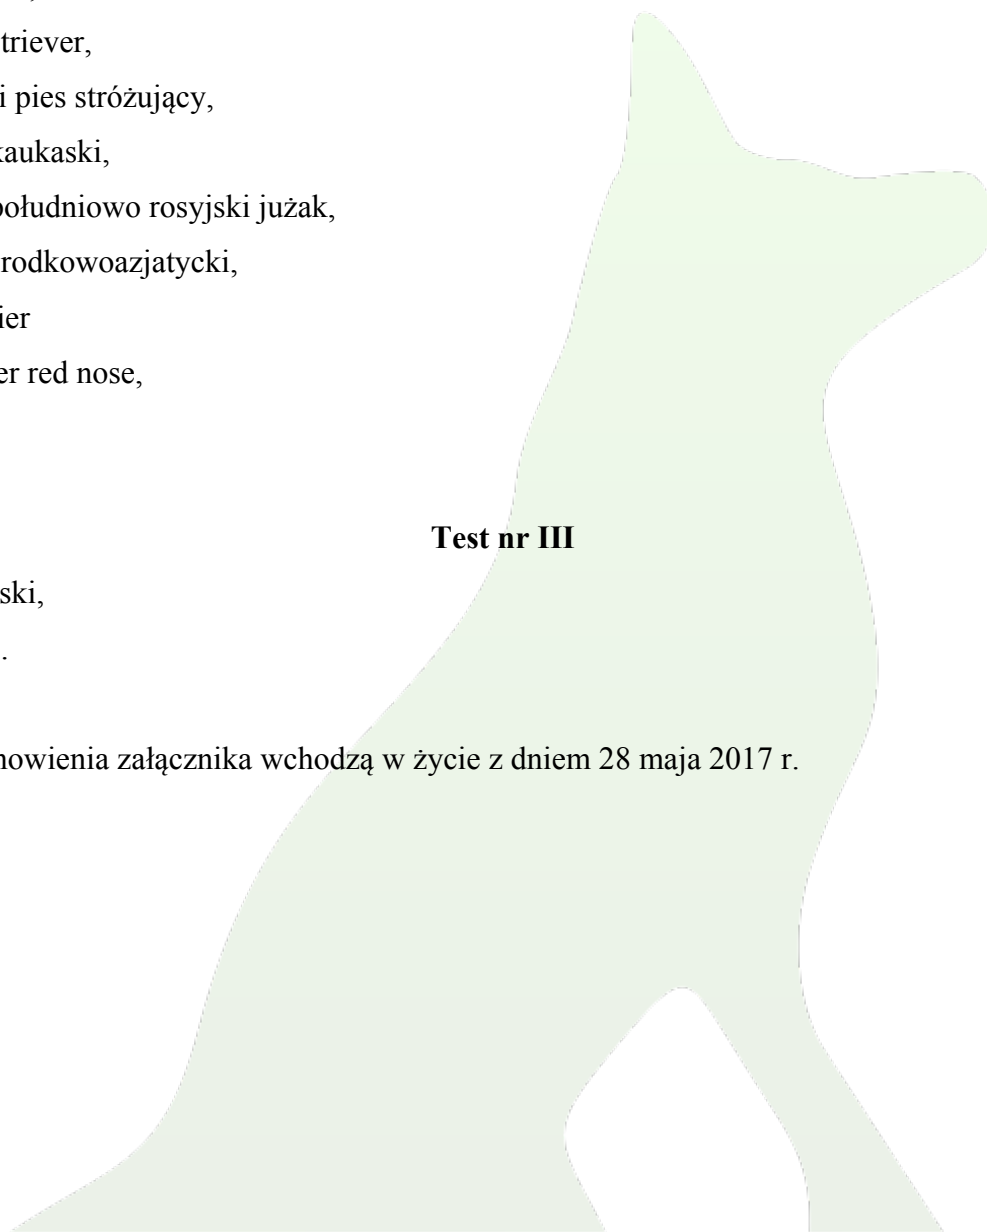 triever,
i pies stróżujący,
kaukaski,
południowo rosyjski jużak,
rodkowoazjatycki,
ier
er red nose,
Test nr III
ski,
.
nowienia załącznika wchodzą w życie z dniem 28 maja 2017 r.